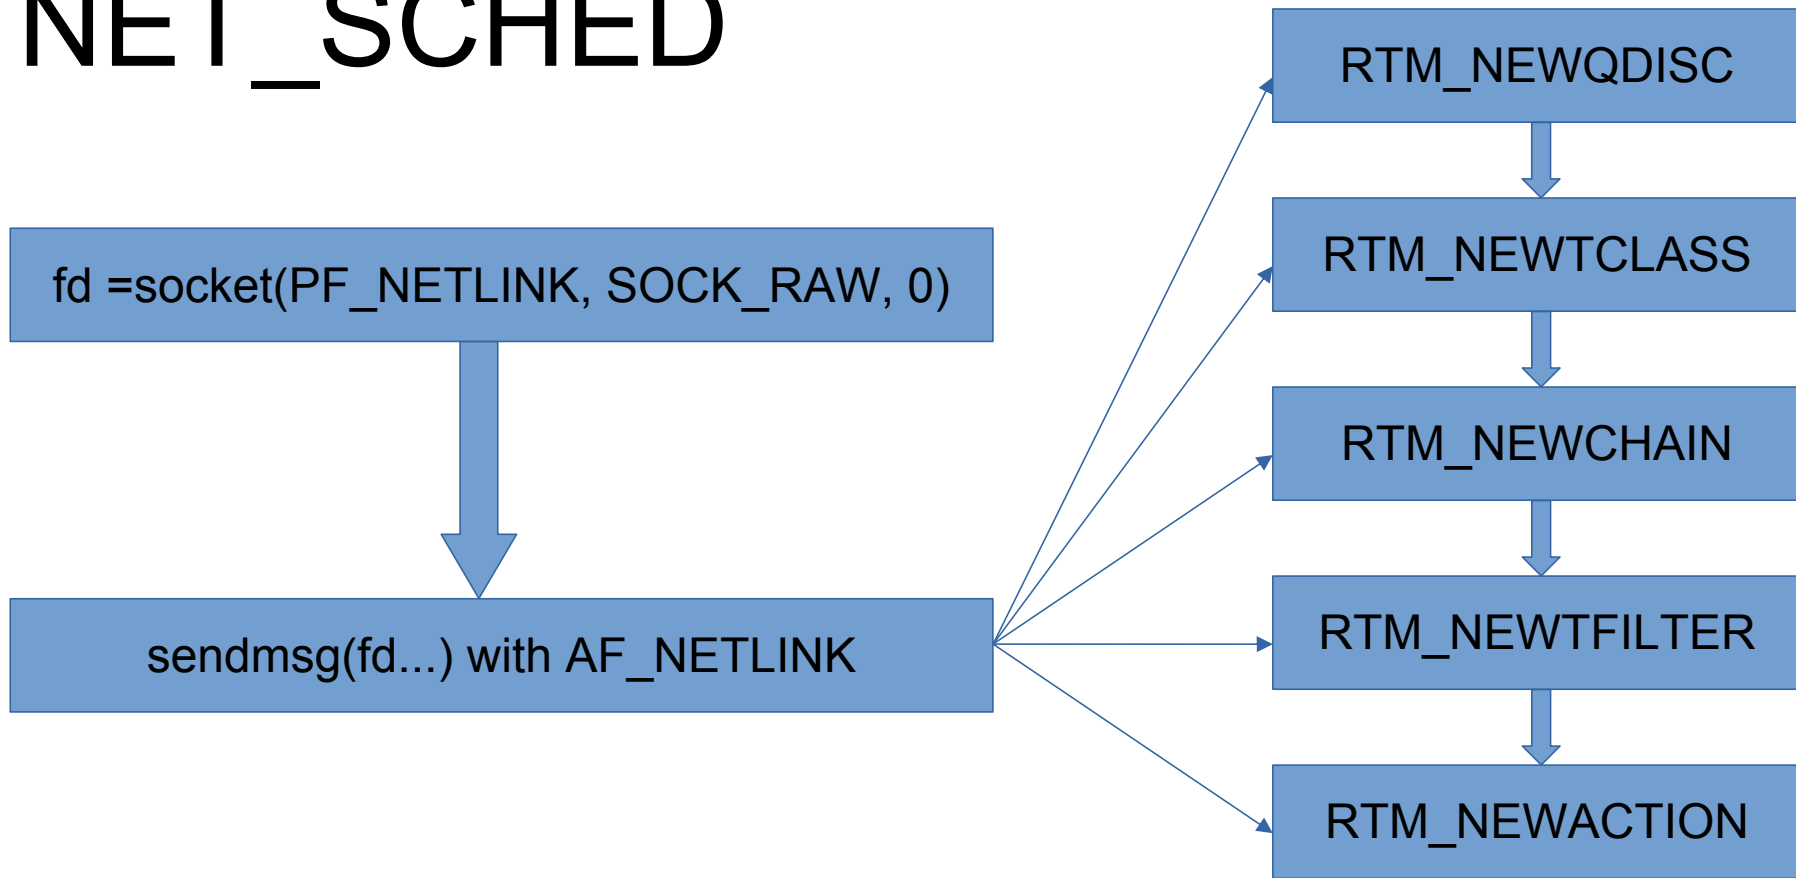 NET_SCHED
fd =socket(PF_NETLINK, SOCK_RAW, 0)
sendmsg(fd...) with AF_NETLINK
RTM_NEWQDISC
RTM_NEWTCLASS
RTM_NEWCHAIN
RTM_NEWTFILTER
RTM_NEWACTION